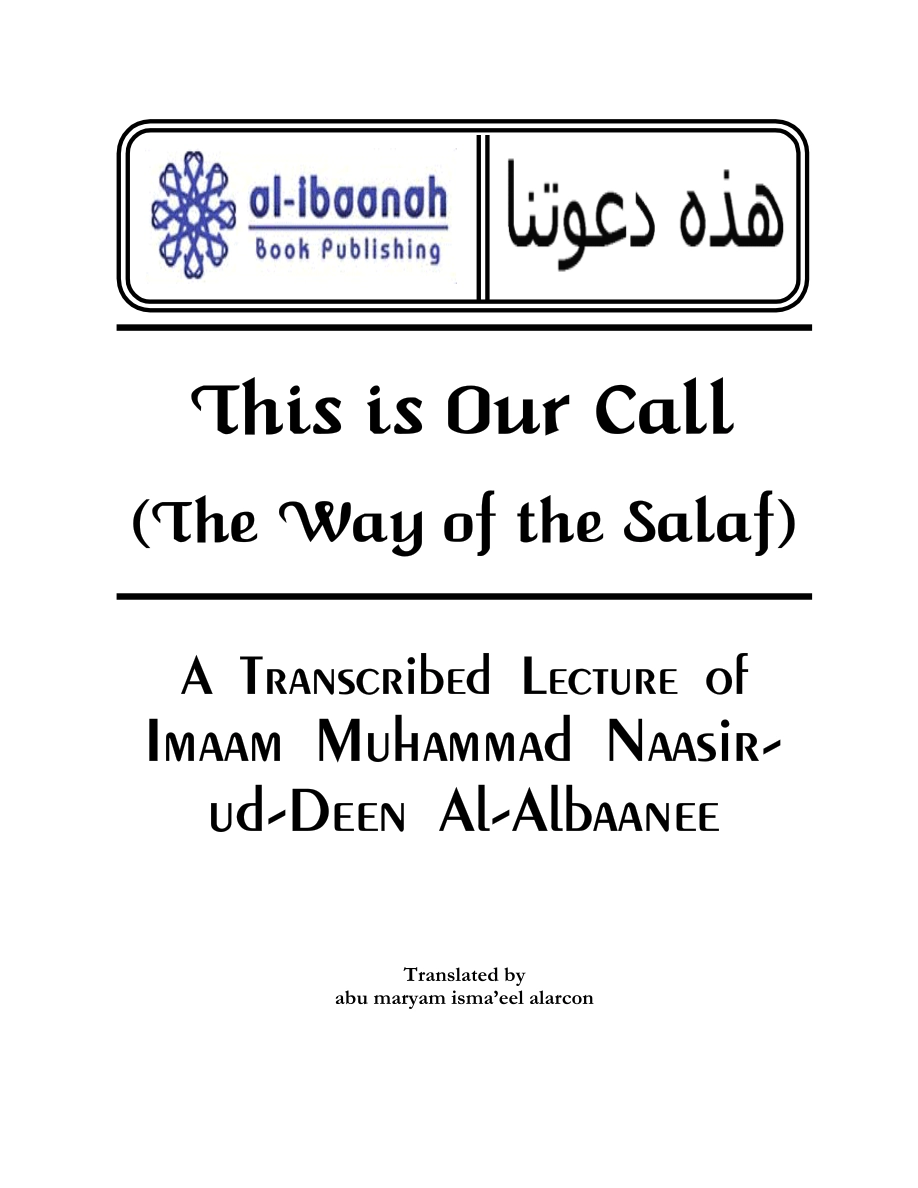 al-ibaanah
Book Publishing
هذه دعوتنا
This is Our Call
(The Way of the Salaf)
A Transcribed Lecture of
Imaam Muhammad Naasir-
ud-Deen Al-Albaanee
Translated by
abu maryam isma’eel alarcon